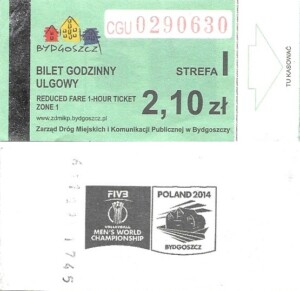 CGU 0290630
BYDGOSZCZ
BILET GODZINNY
ULGOWY
STREFA I
REDUCED FARE 1-HOUR TICKET
ZONE 1
2,10 zł
www.zdmikp.bydgoszcz.pl
Zarząd Dróg Miejskich i Komunikacji Publicznej w Bydgoszczy
TU KASOWAĆ
FIVB
VOLLEYBALL
MEN'S WORLD
CHAMPIONSHIP
POLAND 2014
BYDGOSZCZ